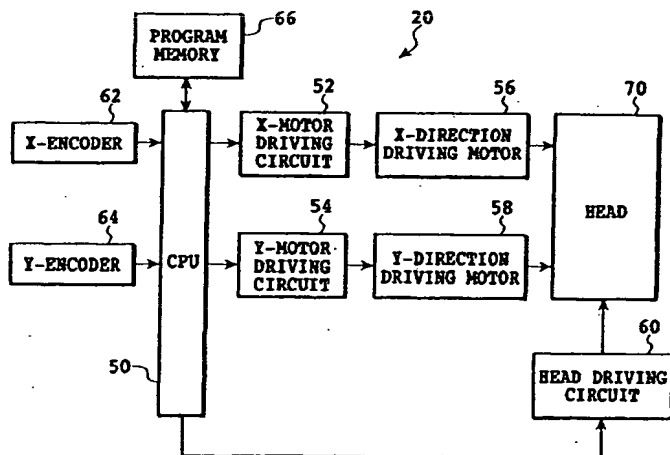 66
PROGRAM
MEMORY
20
62
52
56
70
X-ENCODER
X-MOTOR
DRIVING
CIRCUIT
X-DIRECTION
DRIVING MOTOR
HEAD
64
54
58
Y-ENCODER
CPU
Y-MOTOR
DRIVING
CIRCUIT
Y-DIRECTION
DRIVING MOTOR
60
50
HEAD DRIVING
CIRCUIT